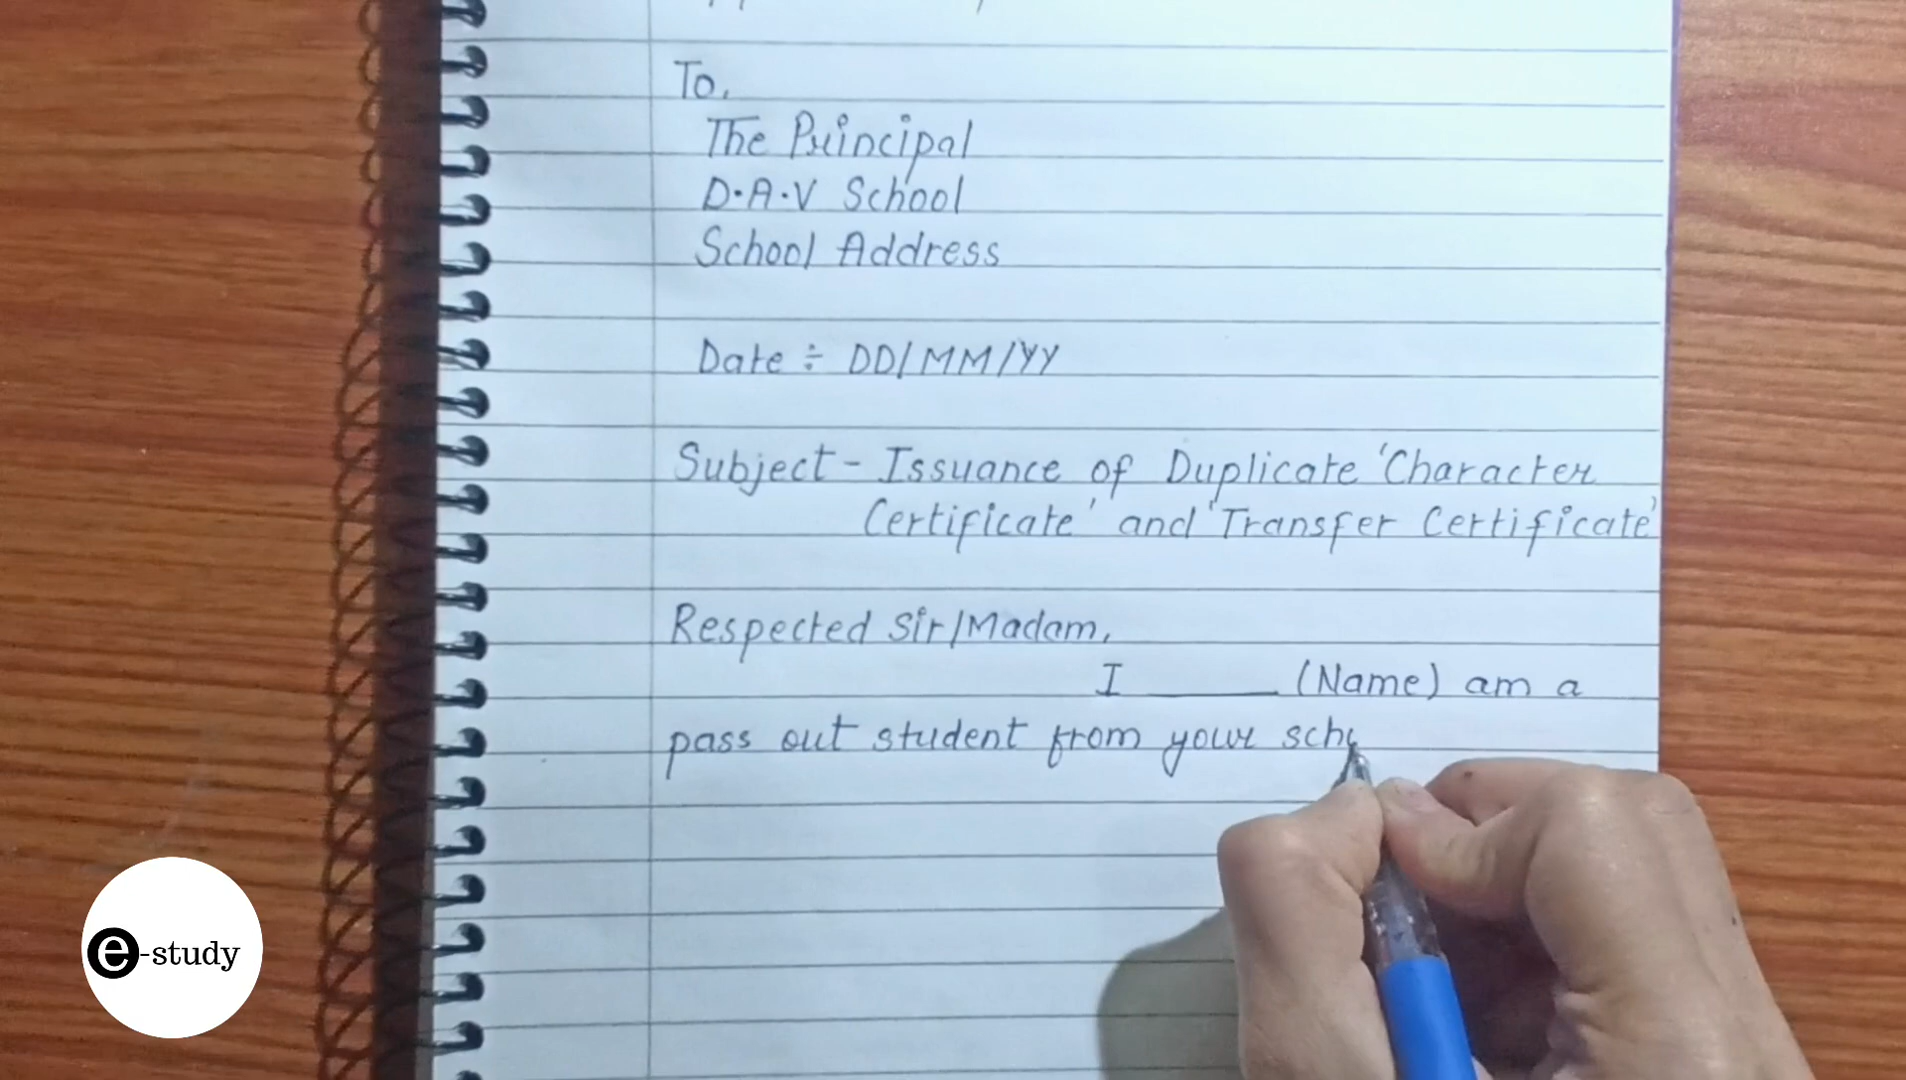 To,
The Principal
D.A.V School
School Address
Date ÷ DD/MM/YY
Subject - Issuance of Duplicate 'Character
Certificate' and 'Transfer Certificate'
Respected Sir/Madam,
I ______ (Name) am a
pass out student from your scho
e-study